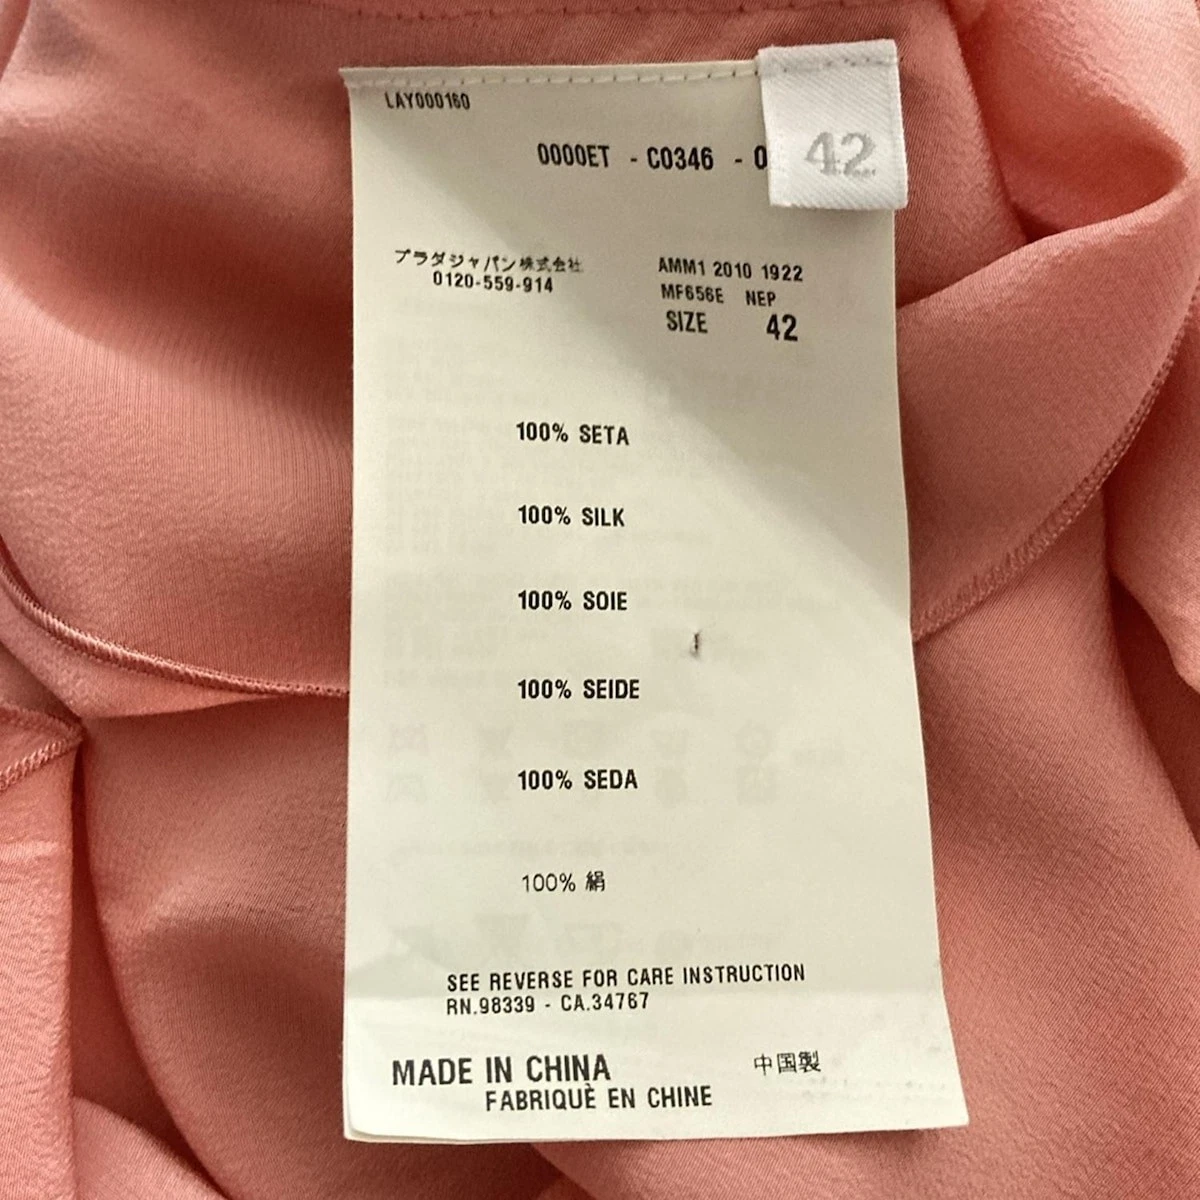 LAY000160
0000ET - C0346 - 0
42
プラダジャパン株式会社
0120-559-914
AMM1 2010 1922
MF656E NEP
SIZE 42
100% SETA
100% SILK
100% SOIE
100% SEIDE
100% SEDA
100% 絹
SEE REVERSE FOR CARE INSTRUCTION
RN.98339 - CA.34767
MADE IN CHINA
中国製
FABRIQUÈ EN CHINE